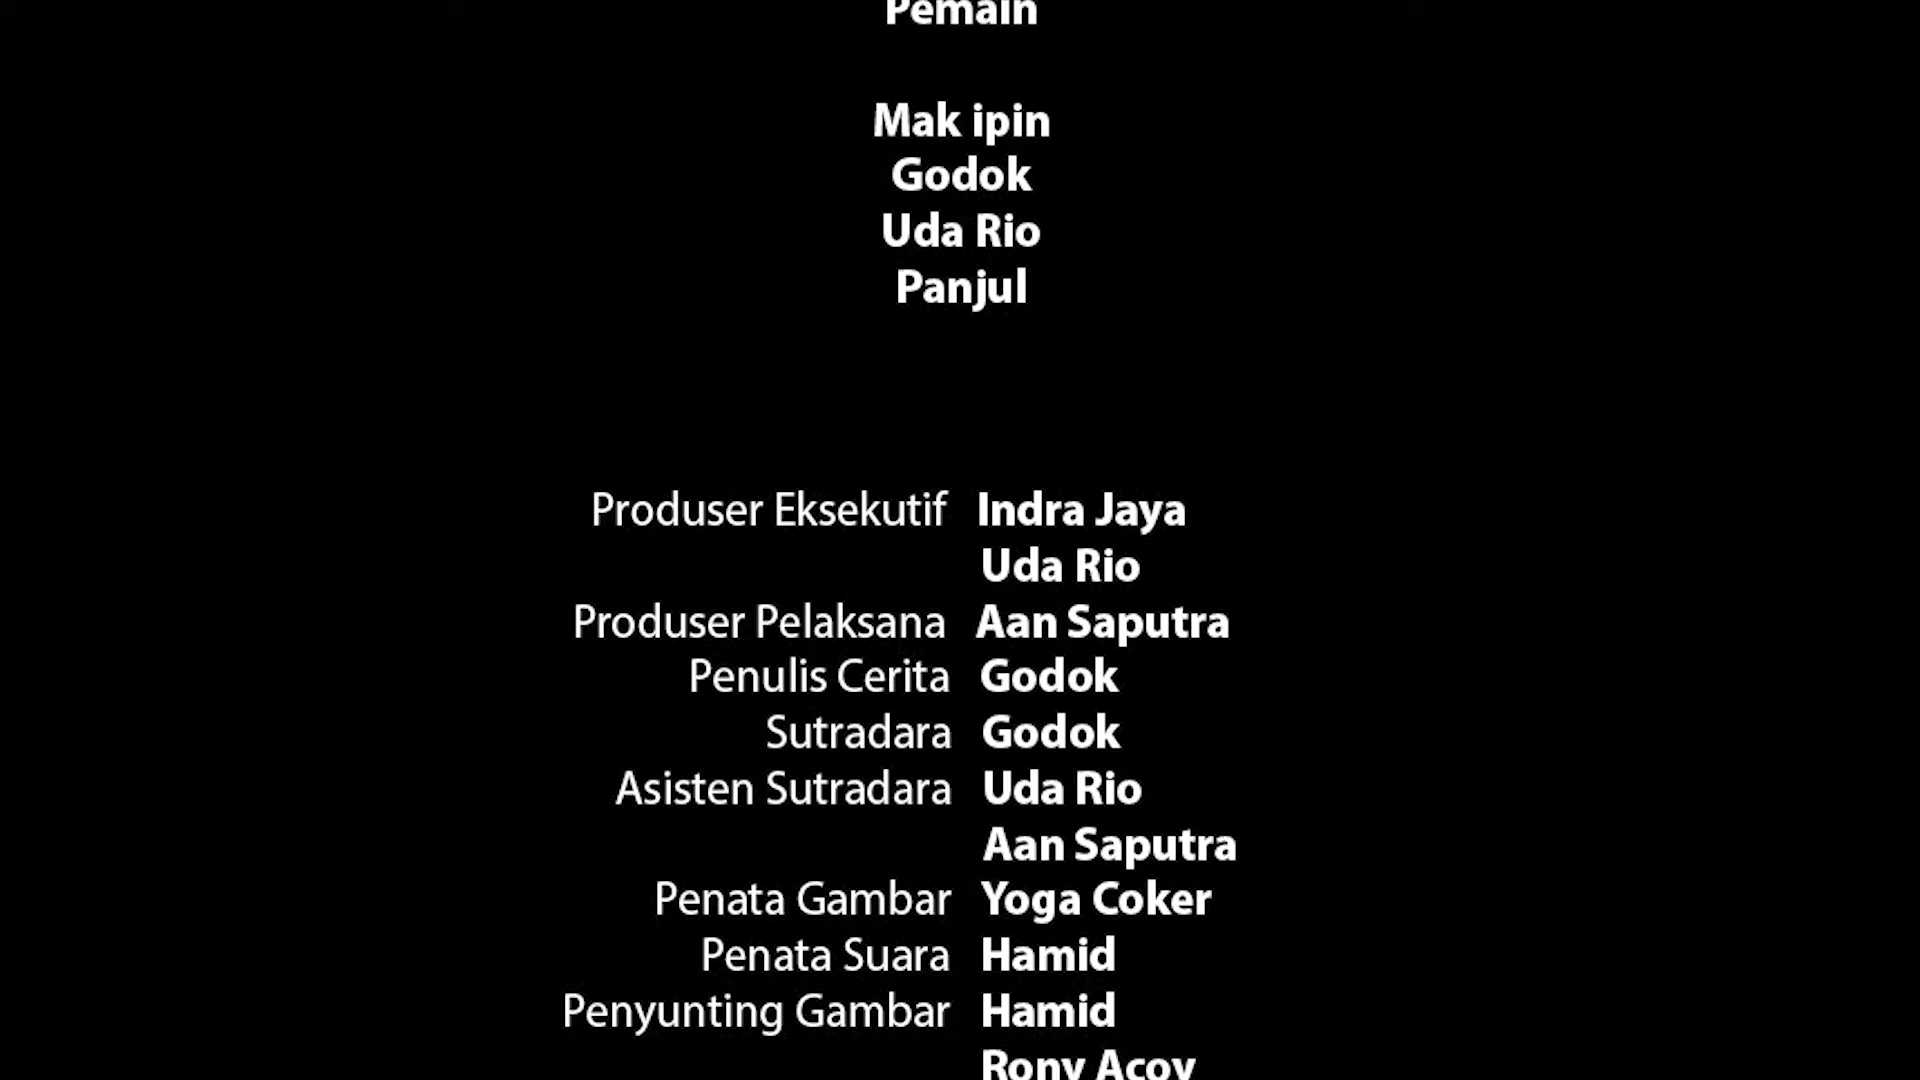 Pemain
Mak ipin
Godok
Uda Rio
Panjul
Produser Eksekutif Indra Jaya
Uda Rio
Produser Pelaksana Aan Saputra
Penulis Cerita Godok
Sutradara Godok
Asisten Sutradara Uda Rio
Aan Saputra
Penata Gambar Yoga Coker
Penata Suara Hamid
Penyunting Gambar Hamid
Rony Acoy